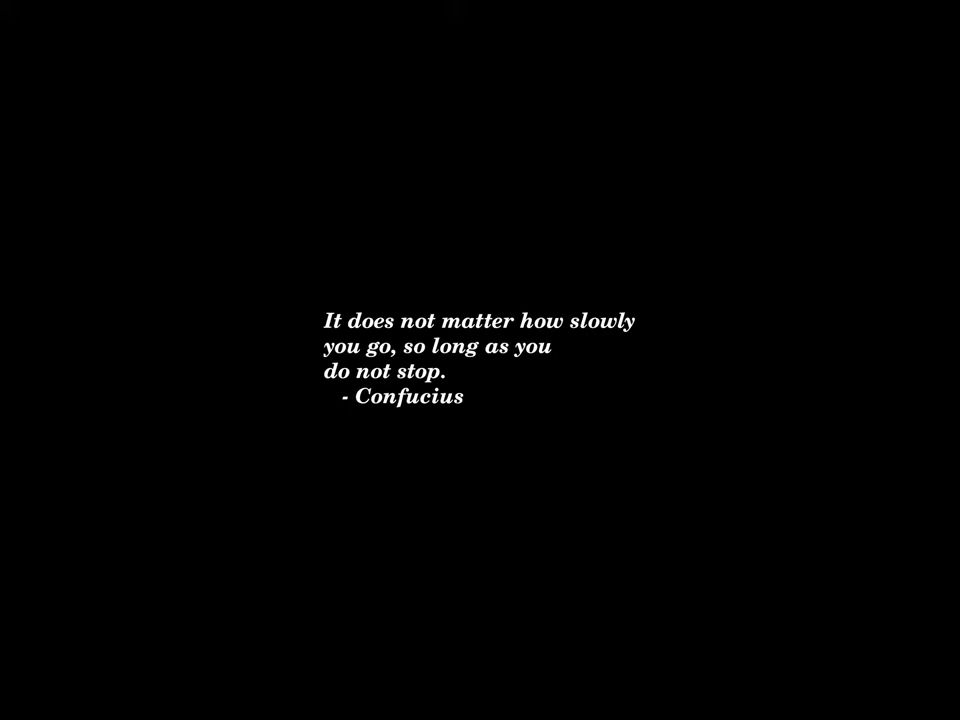 It does not matter how slowly
you go, so long as you
do not stop.
- Confucius